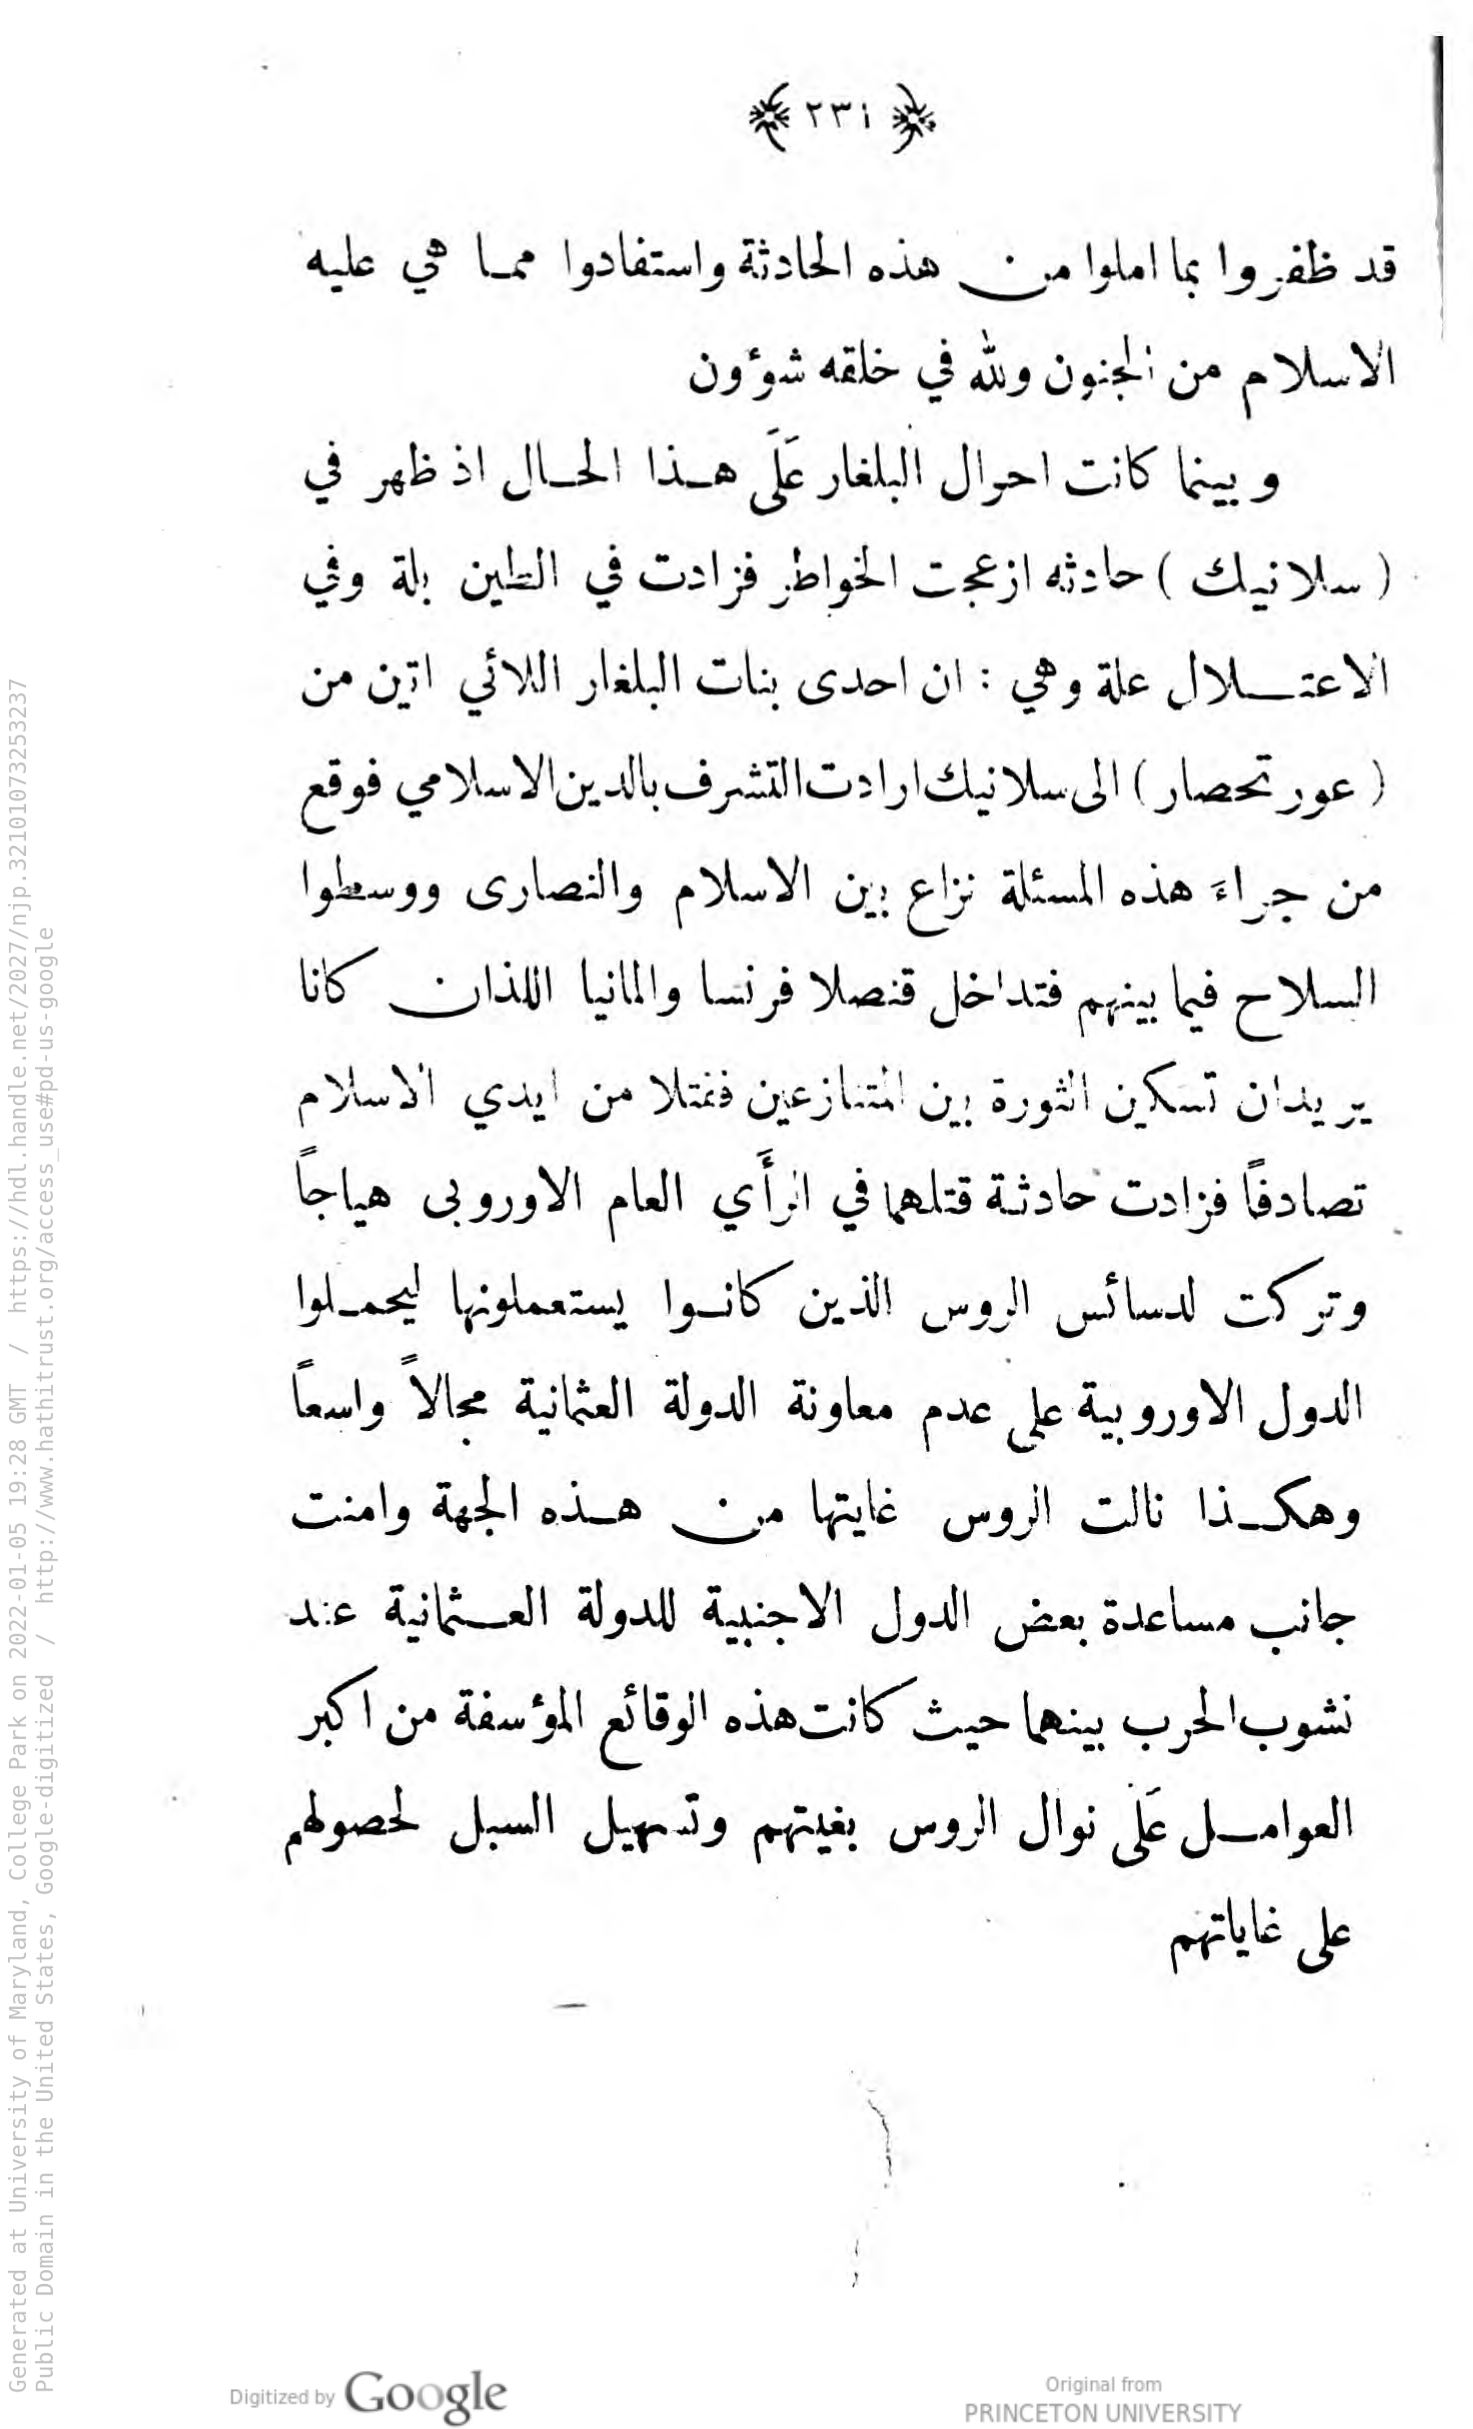 ﴿ ٢٣١ ﴾
قد ظفروا بما املوا من هذه الحادثة واستفادوا مما هي عليه
الاسلام من الجنون ولله في خلقه شوؤون
وبينما كانت احوال البلغار عَلَى هذا الحال اذ ظهر في
( سلانيك ) حادثه ازعجت الخواطر فزادت في الطين بلة وفي
الاعتلال علة وهي : ان احدى بنات البلغار اللائي اتين من
( عورتحصار ) الى سلانيك ارادت التشرف بالدين الاسلامي فوقع
من جراءَ هذه المسئلة نزاع بين الاسلام والنصارى ووسطوا
السلاح فيما بينهم فتداخل قنصلا فرنسا والمانيا اللذان كانا
يريدان تسكين الثورة بين المتنازعين فقتلا من ايدي الاسلام
تصادفاً فزادت حادثة قتلهما في الرأَي العام الاوروبى هياجاً
وتركت لدسائس الروس الذين كانوا يستعملونها ليحملوا
الدول الاوروبية على عدم معاونة الدولة العثمانية مجالاً واسعاً
وهكذا نالت الروس غايتها من هذه الجهة وامنت
جانب مساعدة بعض الدول الاجنبية للدولة العثمانية عند
نشوب الحرب بينهما حيث كانت هذه الوقائع المؤسفة من اكبر
العوامل عَلى نوال الروس بغيتهم وتسهيل السبل لحصولهم
على غاياتهم
Generated at University of Maryland, College Park on 2022-01-05 19:28 GMT / https://hdl.handle.net/2027/njp.32101073253237
Public Domain in the United States, Google-digitized / http://www.hathitrust.org/access_use#pd-us-google
Digitized by Google
Original from
PRINCETON UNIVERSITY